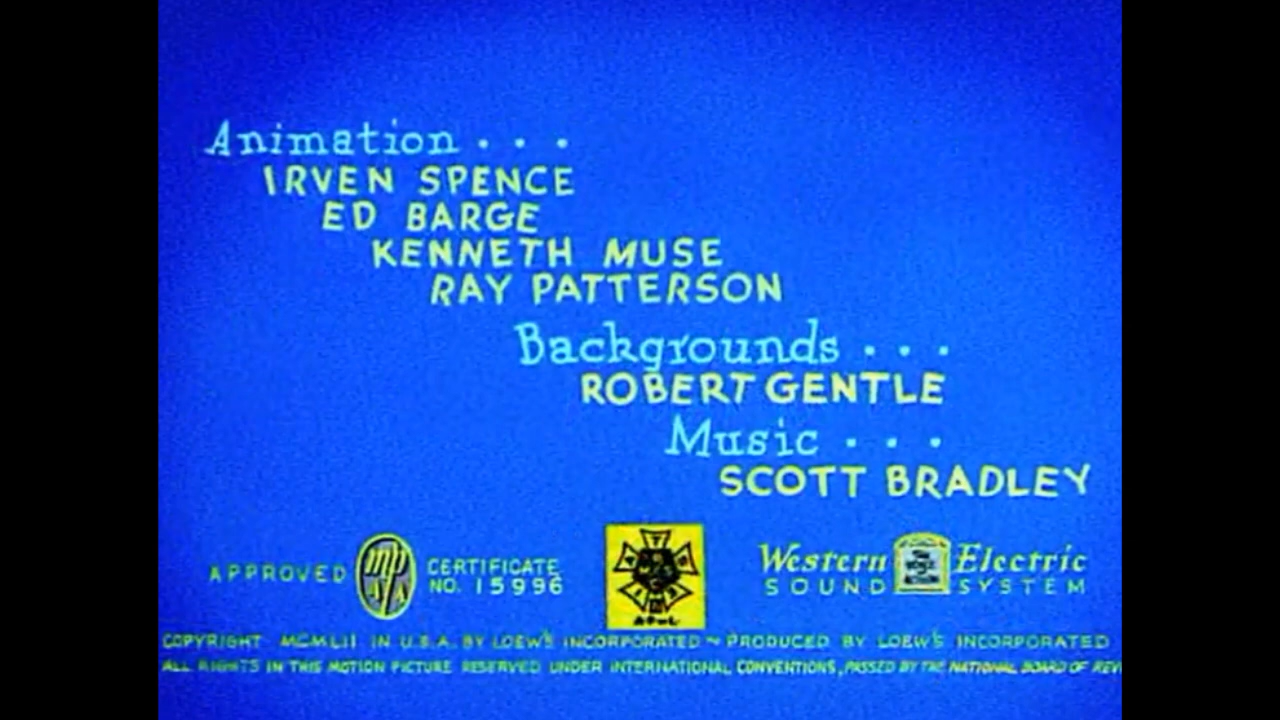 Animation . . .
IRVEN SPENCE
ED BARGE
KENNETH MUSE
RAY PATTERSON
Backgrounds . . .
ROBERT GENTLE
Music . . .
SCOTT BRADLEY
APPROVED
CERTIFICATE
NO. 15996
Western Electric
SOUND SYSTEM
COPYRIGHT MCMLII IN U.S.A. BY LOEW'S INCORPORATED ~ PRODUCED BY LOEW'S INCORPORATED
ALL RIGHTS IN THIS MOTION PICTURE RESERVED UNDER INTERNATIONAL CONVENTIONS, PASSED BY THE NATIONAL BOARD OF REV